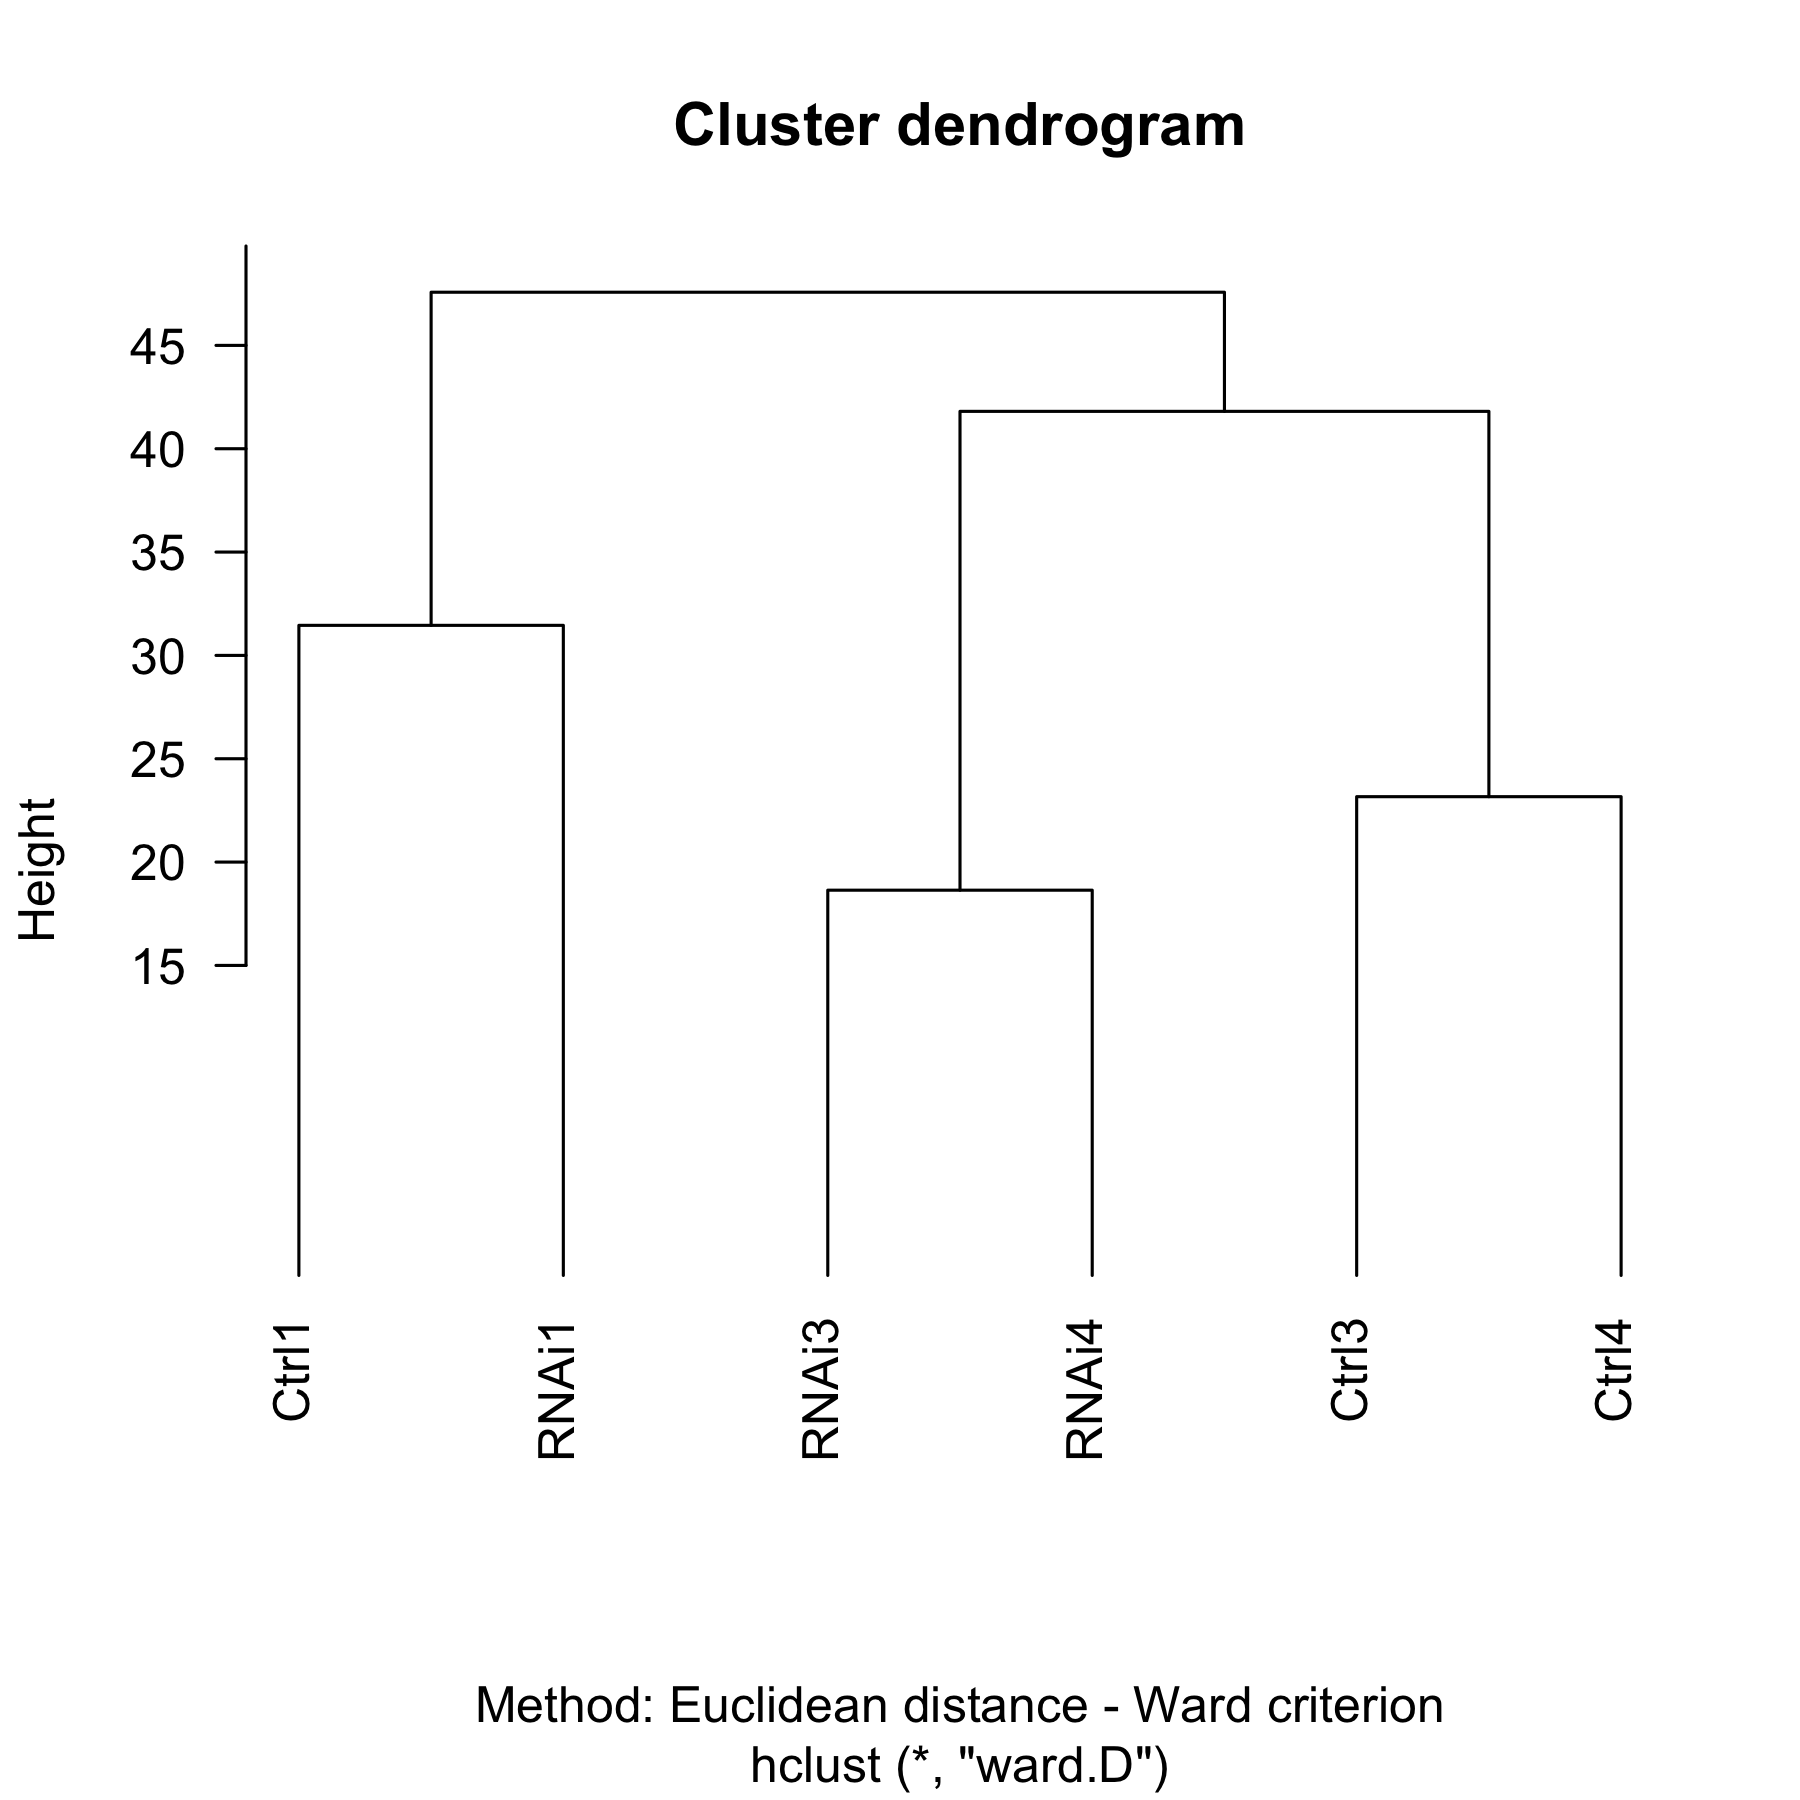 Cluster dendrogram
Height
45
40
35
30
25
20
15
Ctrl1
RNAi1
RNAi3
RNAi4
Ctrl3
Ctrl4
Method: Euclidean distance - Ward criterion
hclust (*, "ward.D")